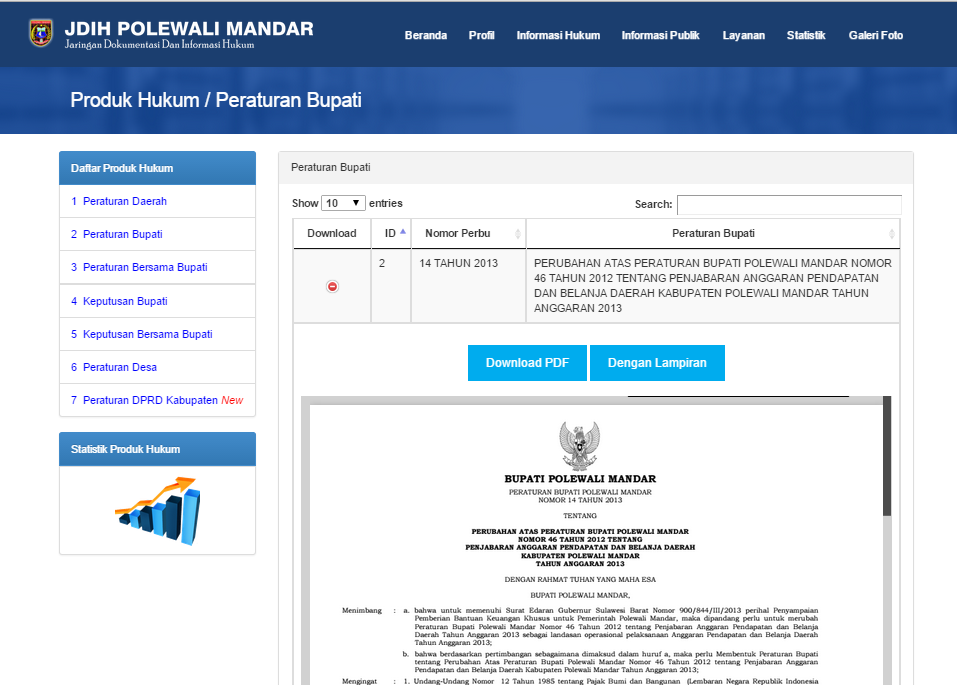 JDIH POLEWALI MANDAR
Jaringan Dokumentasi Dan Informasi Hukum
Beranda Profil Informasi Hukum Informasi Publik Layanan Statistik Galeri Foto
Produk Hukum / Peraturan Bupati
Daftar Produk Hukum
1 Peraturan Daerah
2 Peraturan Bupati
3 Peraturan Bersama Bupati
4 Keputusan Bupati
5 Keputusan Bersama Bupati
6 Peraturan Desa
7 Peraturan DPRD Kabupaten New
Statistik Produk Hukum
Peraturan Bupati
Show 10 entries
Search:
Download ID Nomor Perbu Peraturan Bupati
2 14 TAHUN 2013 PERUBAHAN ATAS PERATURAN BUPATI POLEWALI MANDAR NOMOR
46 TAHUN 2012 TENTANG PENJABARAN ANGGARAN PENDAPATAN
DAN BELANJA DAERAH KABUPATEN POLEWALI MANDAR TAHUN
ANGGARAN 2013
Download PDF Dengan Lampiran
BUPATI POLEWALI MANDAR
PERATURAN BUPATI POLEWALI MANDAR
NOMOR 14 TAHUN 2013
TENTANG
PERUBAHAN ATAS PERATURAN BUPATI POLEWALI MANDAR
NOMOR 46 TAHUN 2012 TENTANG
PENJABARAN ANGGARAN PENDAPATAN DAN BELANJA DAERAH
KABUPATEN POLEWALI MANDAR
TAHUN ANGGARAN 2013
DENGAN RAHMAT TUHAN YANG MAHA ESA
BUPATI POLEWALI MANDAR,
Menimbang : a. bahwa untuk memenuhi Surat Edaran Gubernur Sulawesi Barat Nomor 900/844/III/2013 perihal Penyampaian
Pemberian Bantuan Keuangan Khusus untuk Pemerintah Polewali Mandar, maka dipandang perlu untuk merubah
Peraturan Bupati Polewali Mandar Nomor 46 Tahun 2012 tentang Penjabaran Anggaran Pendapatan dan Belanja
Daerah Tahun Anggaran 2013 sebagai landasan operasional pelaksanaan Anggaran Pendapatan dan Belanja Daerah
Tahun Anggaran 2013;
b. bahwa berdasarkan pertimbangan sebagaimana dimaksud dalam huruf a, maka perlu Membentuk Peraturan Bupati
tentang Perubahan Atas Peraturan Bupati Polewali Mandar Nomor 46 Tahun 2012 tentang Penjabaran Anggaran
Pendapatan dan Belanja Daerah Kabupaten Polewali Mandar Tahun Anggaran 2013;
Mengingat : 1. Undang-Undang Nomor 12 Tahun 1985 tentang Pajak Bumi dan Bangunan (Lembaran Negara Republik Indonesia